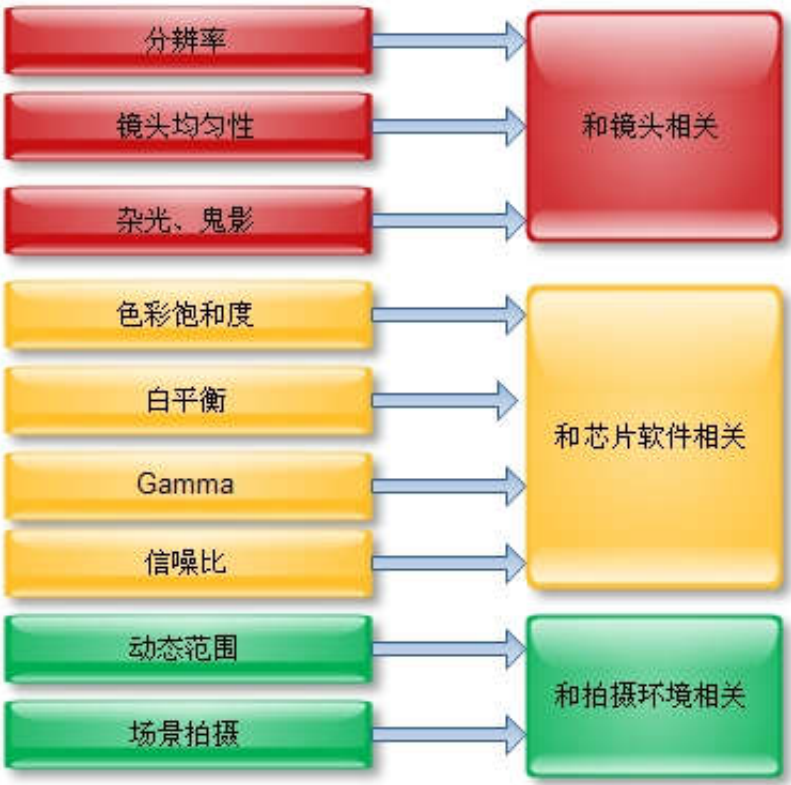 分辨率
镜头均匀性
杂光、鬼影
和镜头相关
色彩饱和度
白平衡
Gamma
信噪比
和芯片软件相关
动态范围
场景拍摄
和拍摄环境相关